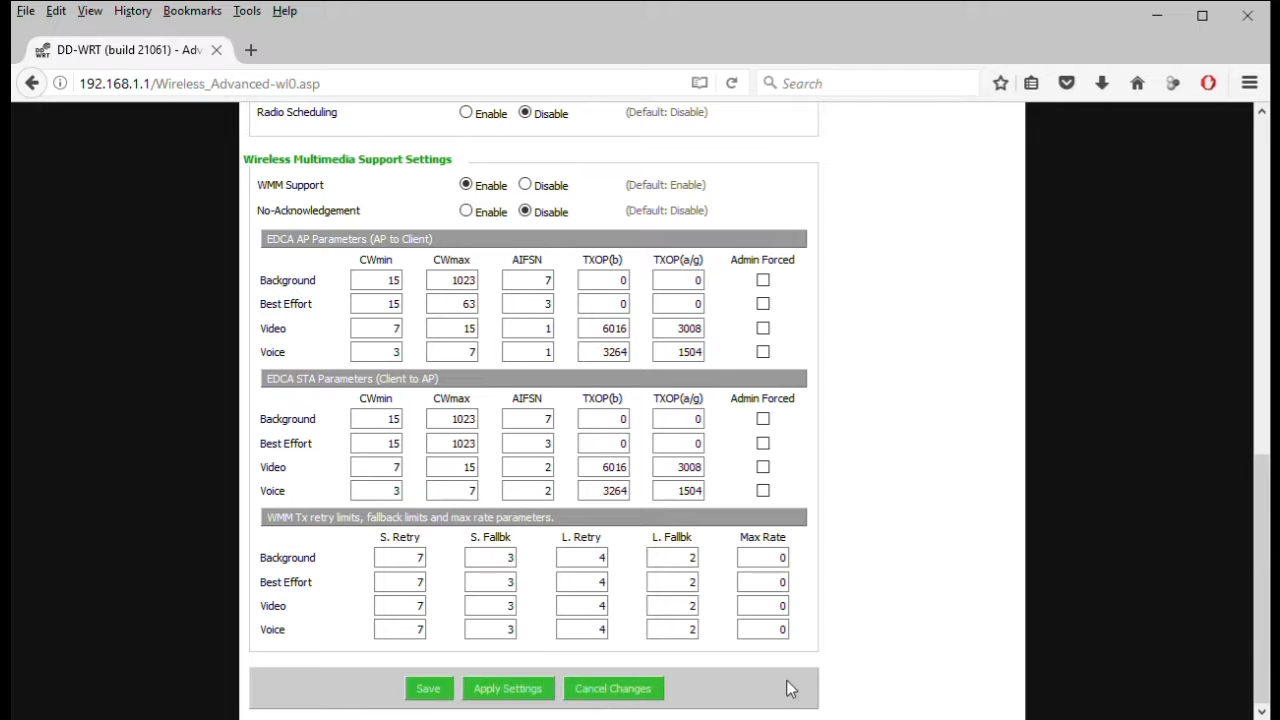 File Edit View History Bookmarks Tools Help
DD-WRT (build 21061) - Adv
192.168.1.1/Wireless_Advanced-wl0.asp Search
Radio Scheduling Enable Disable (Default: Disable)
Wireless Multimedia Support Settings
WMM Support Enable Disable (Default: Enable)
No-Acknowledgement Enable Disable (Default: Disable)
EDCA AP Parameters (AP to Client)
CWmin CWmax AIFSN TXOP(b) TXOP(a/g) Admin Forced
Background 15 1023 7 0 0
Best Effort 15 63 3 0 0
Video 7 15 1 6016 3008
Voice 3 7 1 3264 1504
EDCA STA Parameters (Client to AP)
CWmin CWmax AIFSN TXOP(b) TXOP(a/g) Admin Forced
Background 15 1023 7 0 0
Best Effort 15 1023 3 0 0
Video 7 15 2 6016 3008
Voice 3 7 2 3264 1504
WMM Tx retry limits, fallback limits and max rate parameters.
S. Retry S. Fallbk L. Retry L. Fallbk Max Rate
Background 7 3 4 2 0
Best Effort 7 3 4 2 0
Video 7 3 4 2 0
Voice 7 3 4 2 0
Save Apply Settings Cancel Changes